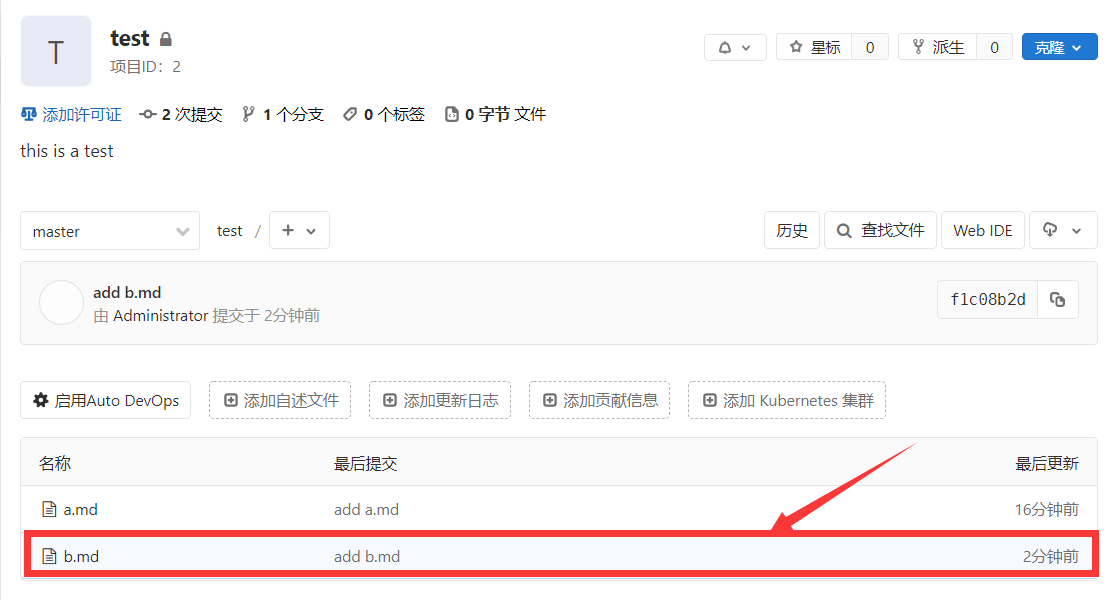 T
test
项目ID：2
星标 0 派生 0 克隆
添加许可证 2 次提交 1 个分支 0 个标签 0 字节 文件
this is a test
master test / + 历史 查找文件 Web IDE
add b.md
由 Administrator 提交于 2分钟前
f1c08b2d
启用Auto DevOps 添加自述文件 添加更新日志 添加贡献信息 添加 Kubernetes 集群
名称 最后提交 最后更新
a.md add a.md 16分钟前
b.md add b.md 2分钟前